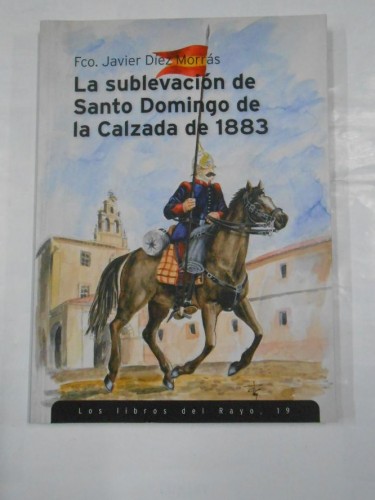 Fco. Javier Díez Morrás
La sublevación de
Santo Domingo de
la Calzada de 1883
Los libros del Rayo, 19